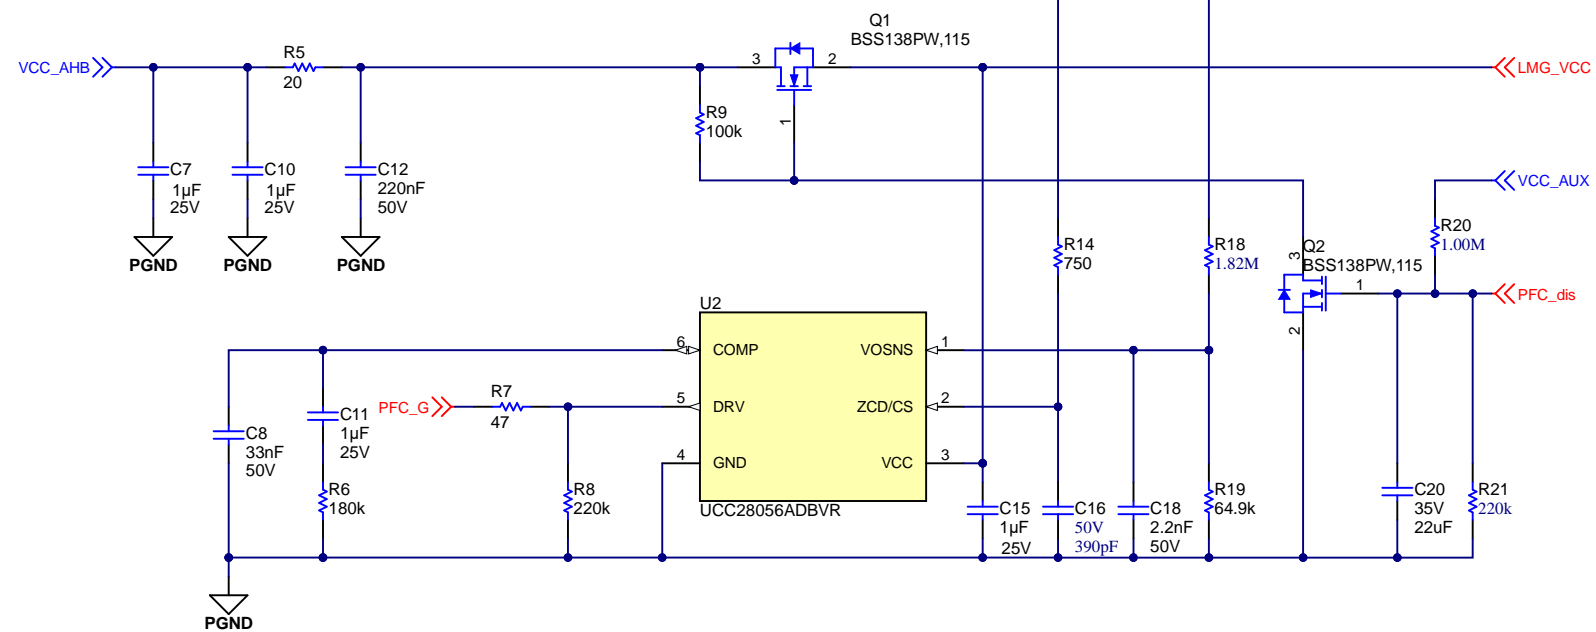 Q1
BSS138PW,115
VCC_AHB
R5
20
3
2
LMG_VCC
1
R9
100k
C7
1µF
25V
C10
1µF
25V
C12
220nF
50V
VCC_AUX
PGND
PGND
PGND
R14
750
R18
1.82M
Q2
BSS138PW,115
3
1
2
R20
1.00M
PFC_dis
U2
6
COMP
VOSNS
1
PFC_G
R7
47
5
DRV
ZCD/CS
2
4
GND
VCC
3
UCC28056ADBVR
C8
33nF
50V
C11
1µF
25V
R6
180k
R8
220k
C15
1µF
25V
C16
50V
390pF
C18
2.2nF
50V
R19
64.9k
C20
35V
22uF
R21
220k
PGND